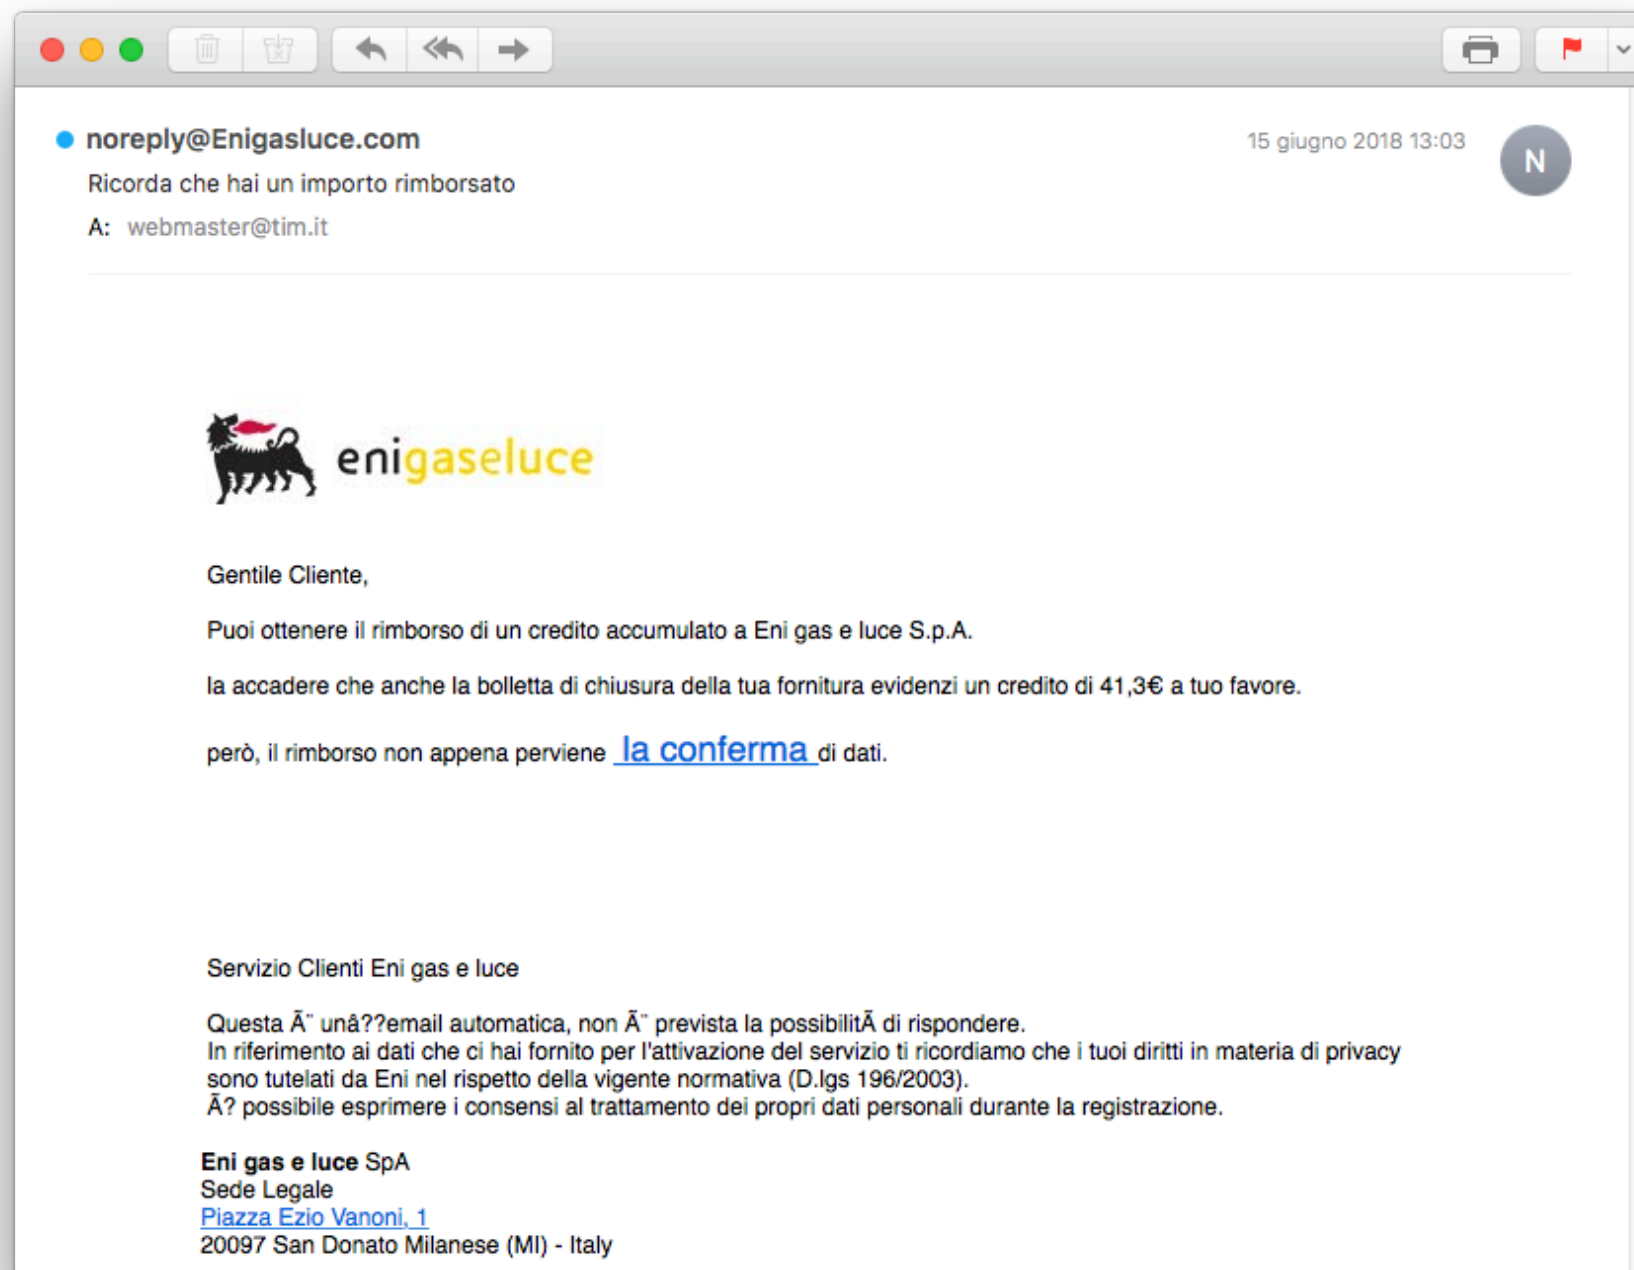 noreply@Enigasluce.com
15 giugno 2018 13:03
N
Ricorda che hai un importo rimborsato
A: webmaster@tim.it
enigaseluce
Gentile Cliente,
Puoi ottenere il rimborso di un credito accumulato a Eni gas e luce S.p.A.
la accadere che anche la bolletta di chiusura della tua fornitura evidenzi un credito di 41,3€ a tuo favore.
però, il rimborso non appena perviene la conferma di dati.
Servizio Clienti Eni gas e luce
Questa Ã¨ unâ??email automatica, non Ã¨ prevista la possibilitÃ di rispondere.
In riferimento ai dati che ci hai fornito per l'attivazione del servizio ti ricordiamo che i tuoi diritti in materia di privacy
sono tutelati da Eni nel rispetto della vigente normativa (D.lgs 196/2003).
Ã? possibile esprimere i consensi al trattamento dei propri dati personali durante la registrazione.
Eni gas e luce SpA
Sede Legale
Piazza Ezio Vanoni, 1
20097 San Donato Milanese (MI) - Italy